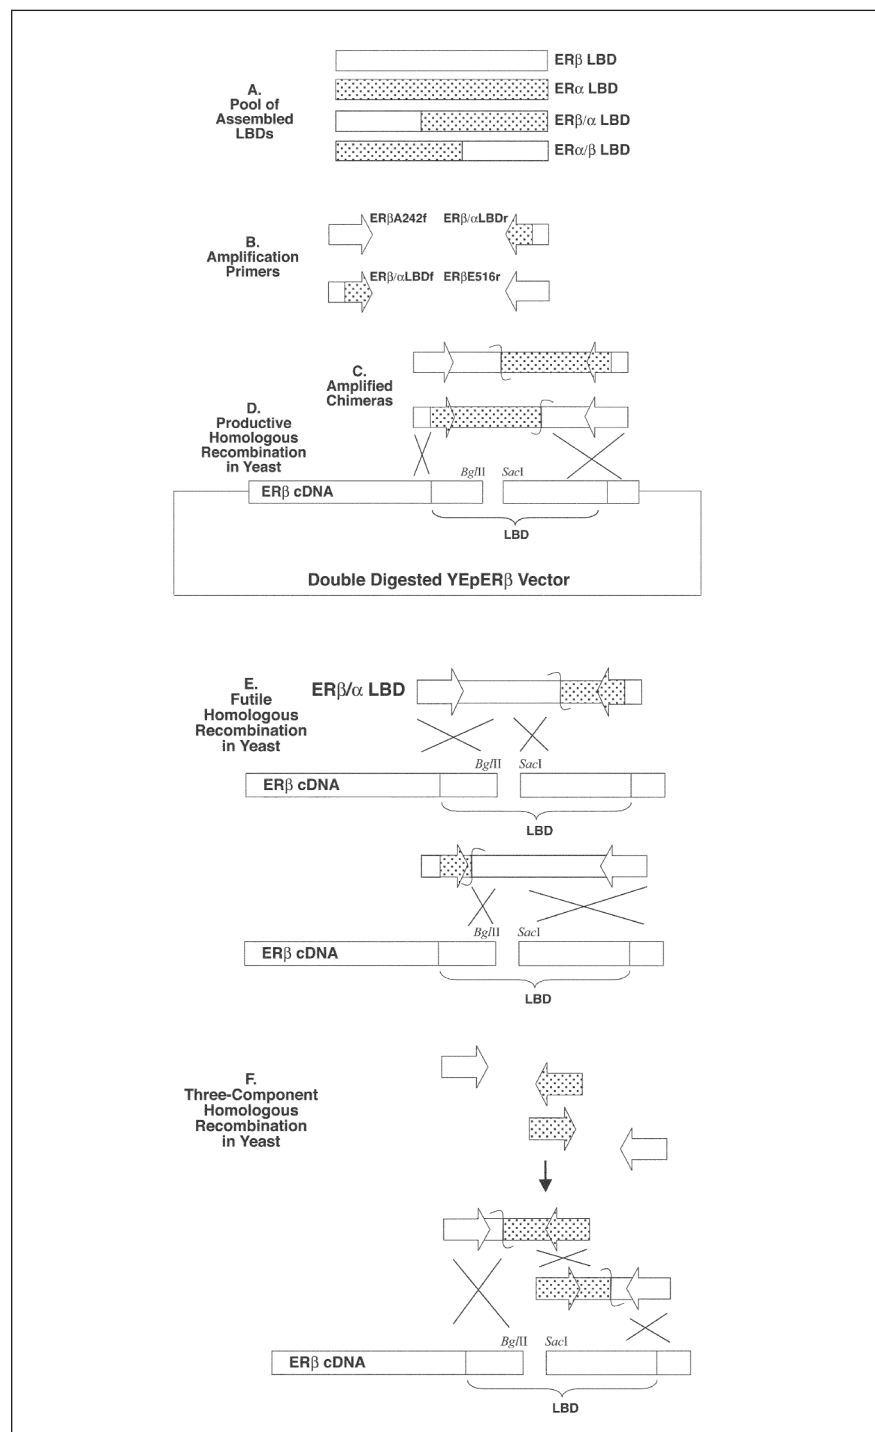 ERβ LBD
A.
Pool of
Assembled
LBDs
ERα LBD
ERβ/α LBD
ERα/β LBD
B.
Amplification
Primers
ERβA242f
ERβ/αLBDr
ERβ/αLBDf
ERβE516r
C.
Amplified
Chimeras
D.
Productive
Homologous
Recombination
in Yeast
BglII
SacI
ERβ cDNA
LBD
Double Digested YEpERβ Vector
E.
Futile
Homologous
Recombination
in Yeast
ERβ/α LBD
BglII
SacI
ERβ cDNA
LBD
BglII
SacI
ERβ cDNA
LBD
F.
Three-Component
Homologous
Recombination
in Yeast
BglII
SacI
ERβ cDNA
LBD